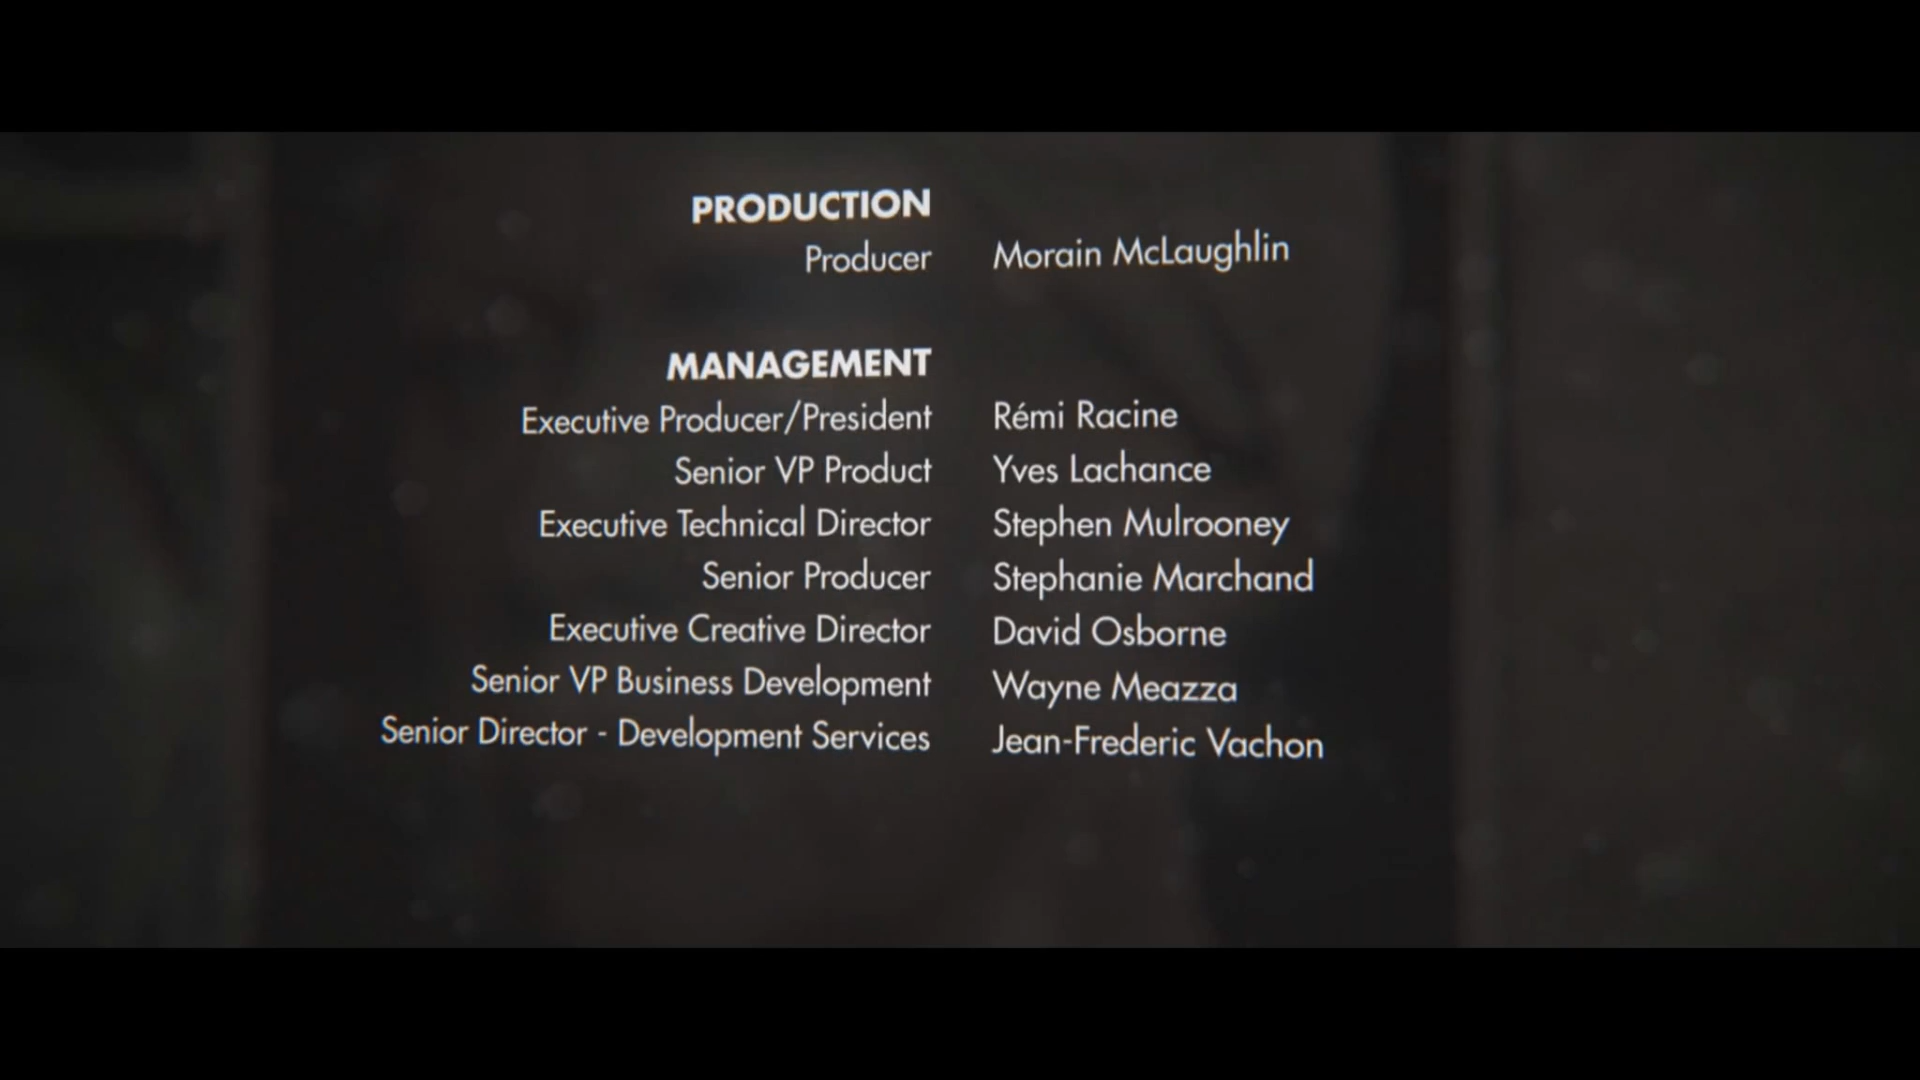 PRODUCTION
Producer Morain McLaughlin
MANAGEMENT
Executive Producer/President Rémi Racine
Senior VP Product Yves Lachance
Executive Technical Director Stephen Mulrooney
Senior Producer Stephanie Marchand
Executive Creative Director David Osborne
Senior VP Business Development Wayne Meazza
Senior Director - Development Services Jean-Frederic Vachon